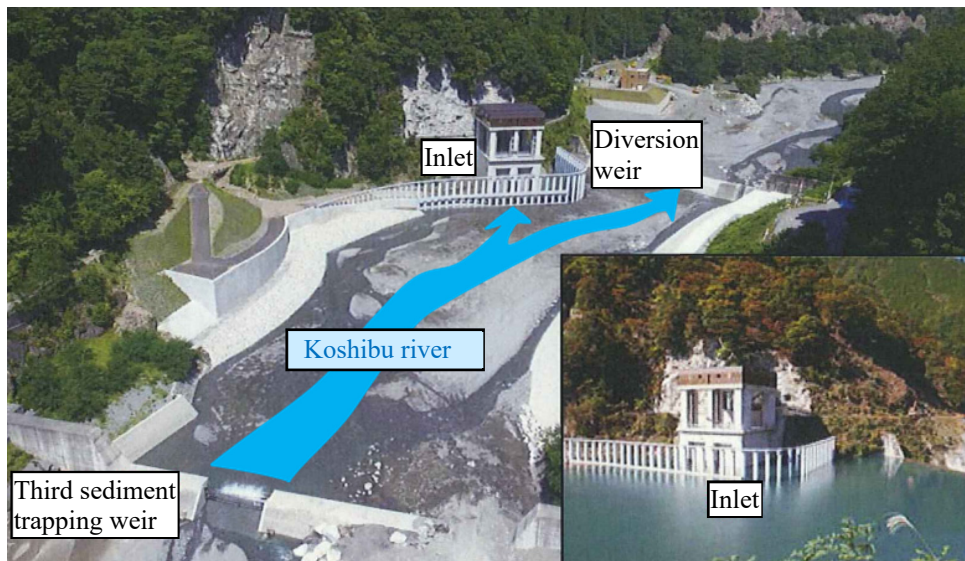 Inlet
Diversion
weir
Koshibu river
Third sediment
trapping weir
Inlet